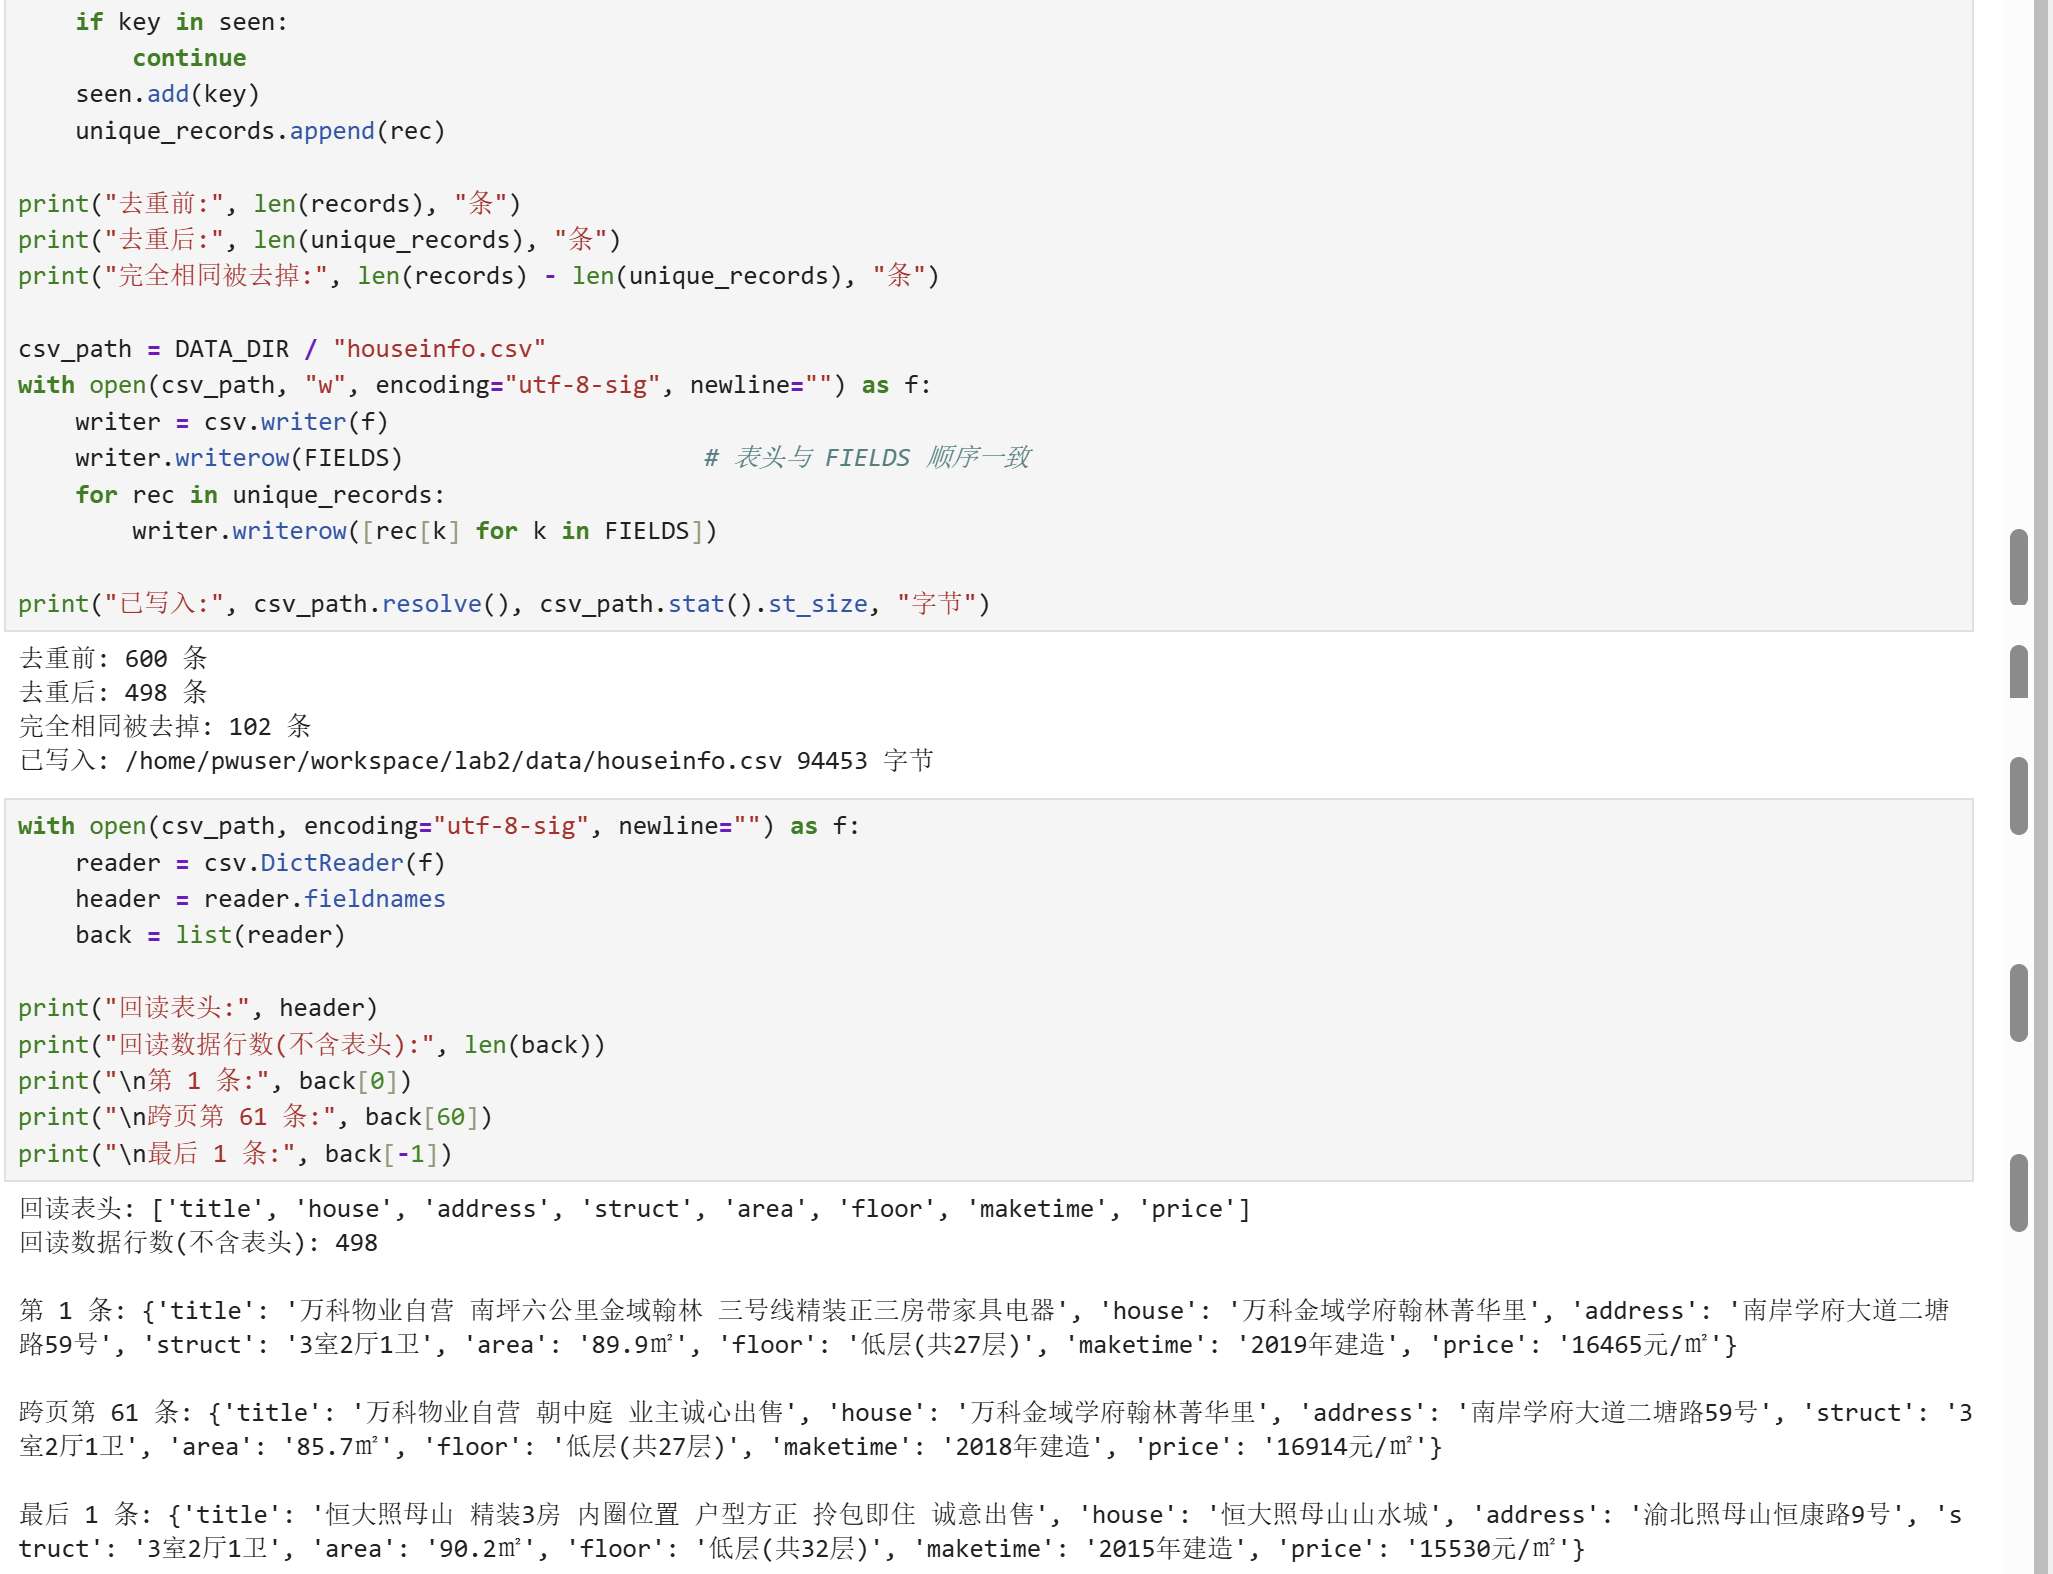 if key in seen:
        continue
    seen.add(key)
    unique_records.append(rec)

print("去重前:", len(records), "条")
print("去重后:", len(unique_records), "条")
print("完全相同被去掉:", len(records) - len(unique_records), "条")

csv_path = DATA_DIR / "houseinfo.csv"
with open(csv_path, "w", encoding="utf-8-sig", newline="") as f:
    writer = csv.writer(f)
    writer.writerow(FIELDS)                     # 表头与 FIELDS 顺序一致
    for rec in unique_records:
        writer.writerow([rec[k] for k in FIELDS])

print("已写入:", csv_path.resolve(), csv_path.stat().st_size, "字节")
去重前: 600 条
去重后: 498 条
完全相同被去掉: 102 条
已写入: /home/pwuser/workspace/lab2/data/houseinfo.csv 94453 字节
with open(csv_path, encoding="utf-8-sig", newline="") as f:
    reader = csv.DictReader(f)
    header = reader.fieldnames
    back = list(reader)

print("回读表头:", header)
print("回读数据行数(不含表头):", len(back))
print("\n第 1 条:", back[0])
print("\n跨页第 61 条:", back[60])
print("\n最后 1 条:", back[-1])
回读表头: ['title', 'house', 'address', 'struct', 'area', 'floor', 'maketime', 'price']
回读数据行数(不含表头): 498

第 1 条: {'title': '万科物业自营 南坪六公里金域翰林 三号线精装正三房带家具电器', 'house': '万科金域学府翰林菁华里', 'address': '南岸学府大道二塘
路59号', 'struct': '3室2厅1卫', 'area': '89.9㎡', 'floor': '低层(共27层)', 'maketime': '2019年建造', 'price': '16465元/㎡'}

跨页第 61 条: {'title': '万科物业自营 朝中庭 业主诚心出售', 'house': '万科金域学府翰林菁华里', 'address': '南岸学府大道二塘路59号', 'struct': '3
室2厅1卫', 'area': '85.7㎡', 'floor': '低层(共27层)', 'maketime': '2018年建造', 'price': '16914元/㎡'}

最后 1 条: {'title': '恒大照母山 精装3房 内圈位置 户型方正 拎包即住 诚意出售', 'house': '恒大照母山山水城', 'address': '渝北照母山恒康路9号', 's
truct': '3室2厅1卫', 'area': '90.2㎡', 'floor': '低层(共32层)', 'maketime': '2015年建造', 'price': '15530元/㎡'}